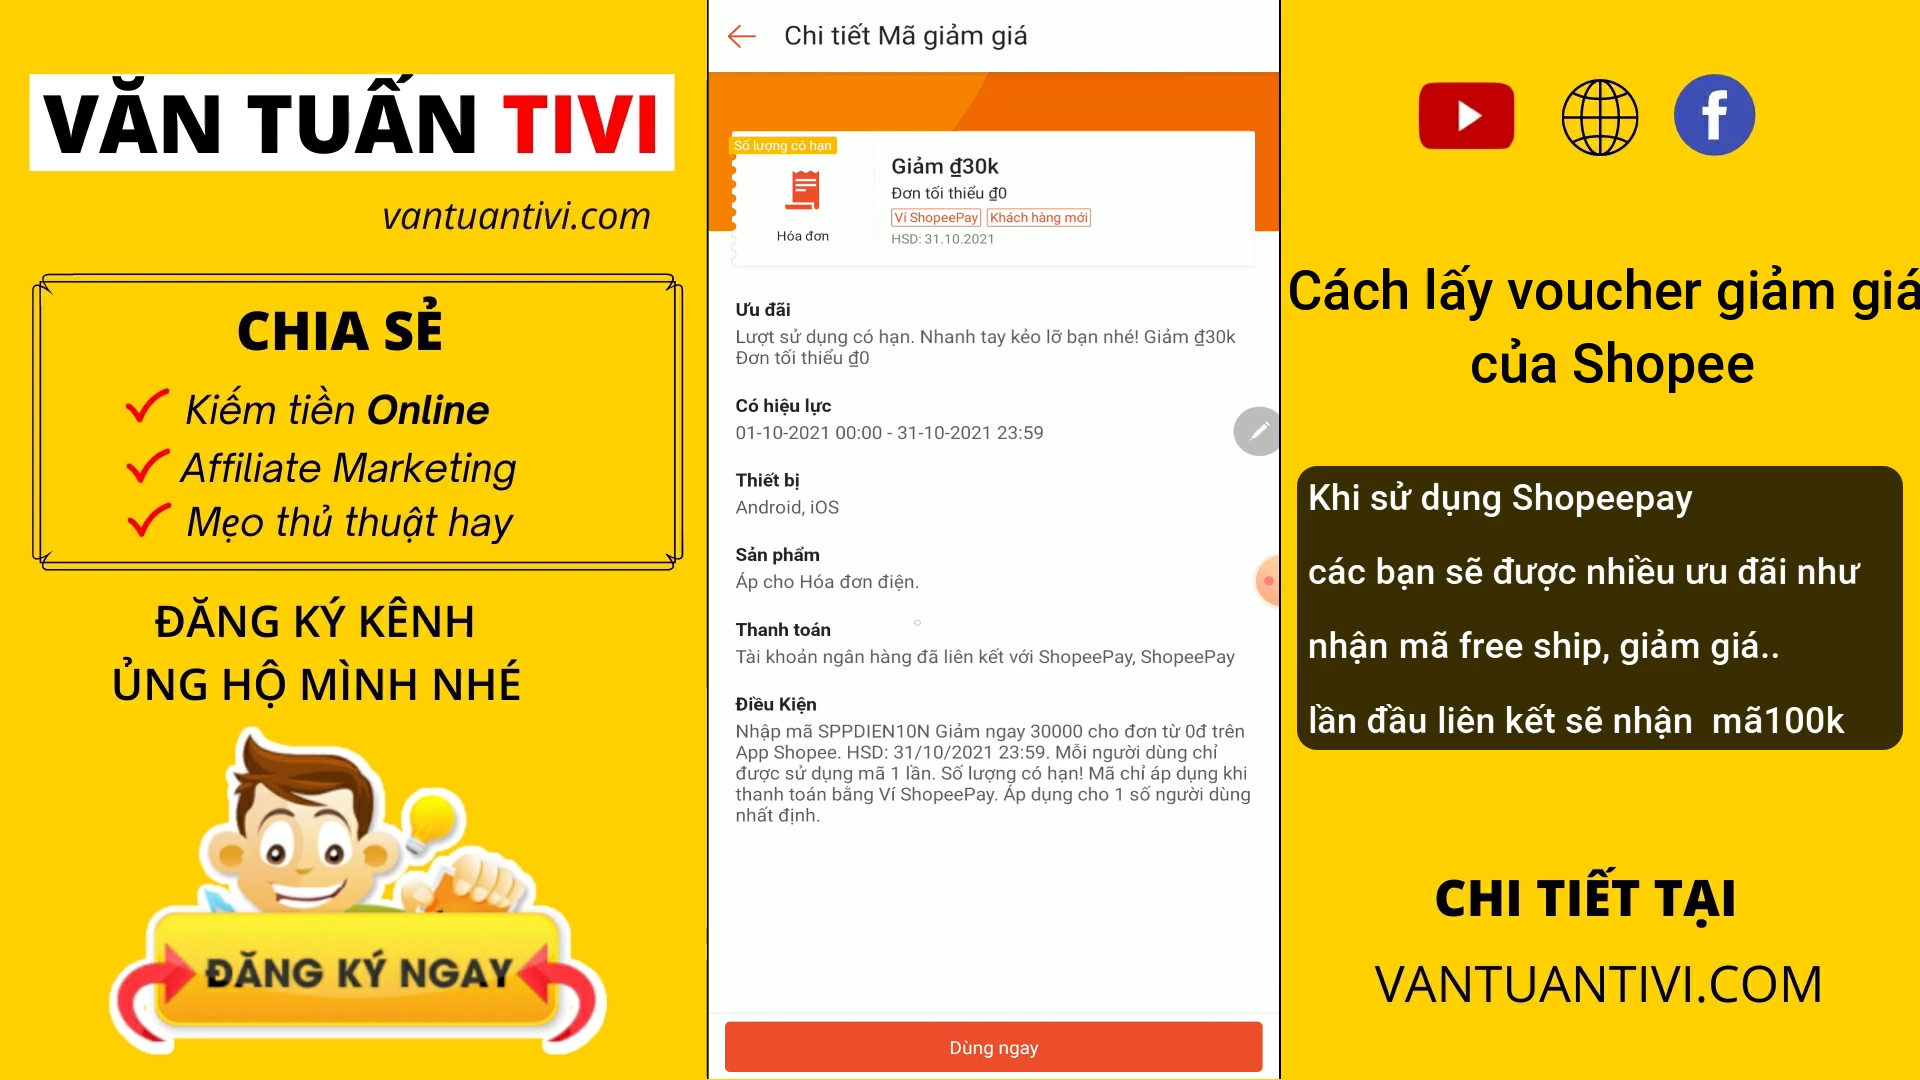 VĂN TUẤN TIVI
vantuantivi.com
CHIA SẺ
Kiếm tiền Online
Affiliate Marketing
Mẹo thủ thuật hay
ĐĂNG KÝ KÊNH
ỦNG HỘ MÌNH NHÉ
ĐĂNG KÝ NGAY
Chi tiết Mã giảm giá
Số lượng có hạn
Hóa đơn
Giảm ₫30k
Đơn tối thiểu ₫0
Ví ShopeePay Khách hàng mới
HSD: 31.10.2021
Ưu đãi
Lượt sử dụng có hạn. Nhanh tay kẻo lỡ bạn nhé! Giảm ₫30k
Đơn tối thiểu ₫0
Có hiệu lực
01-10-2021 00:00 - 31-10-2021 23:59
Thiết bị
Android, iOS
Sản phẩm
Áp cho Hóa đơn điện.
Thanh toán
Tài khoản ngân hàng đã liên kết với ShopeePay, ShopeePay
Điều Kiện
Nhập mã SPPDIEN10N Giảm ngay 30000 cho đơn từ 0đ trên
App Shopee. HSD: 31/10/2021 23:59. Mỗi người dùng chỉ
được sử dụng mã 1 lần. Số lượng có hạn! Mã chỉ áp dụng khi
thanh toán bằng Ví ShopeePay. Áp dụng cho 1 số người dùng
nhất định.
Dùng ngay
Cách lấy voucher giảm giá
của Shopee
Khi sử dụng Shopeepay
các bạn sẽ được nhiều ưu đãi như
nhận mã free ship, giảm giá..
lần đầu liên kết sẽ nhận mã100k
CHI TIẾT TẠI
VANTUANTIVI.COM